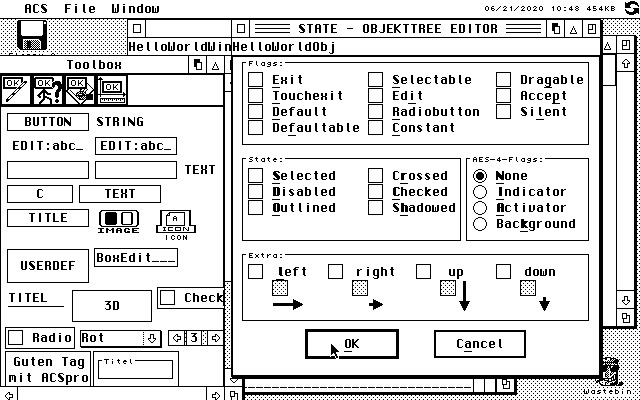 ACS File Window 06/21/2020 10:48 454KB
STATE - OBJEKTTREE EDITOR
HelloWorldWinHelloWorldObj
Toolbox
OK OK OK OK
BUTTON STRING
EDIT:abc_ EDIT:abc_
TEXT
C TEXT
TITLE IMAGE A ICON
ICON
USERDEF BoxEdit___
TITEL 3D Check
Radio Rot 3
Guten Tag
mit ACSpro
Titel
Flags:
Exit Selectable Dragable
Touchexit Edit Accept
Default Radiobutton Silent
Defaultable Constant
State:
Selected Crossed
Disabled Checked
Outlined Shadowed
AES-4-Flags:
None
Indicator
Activator
Background
Extra:
left right up down
OK Cancel
Wastebin